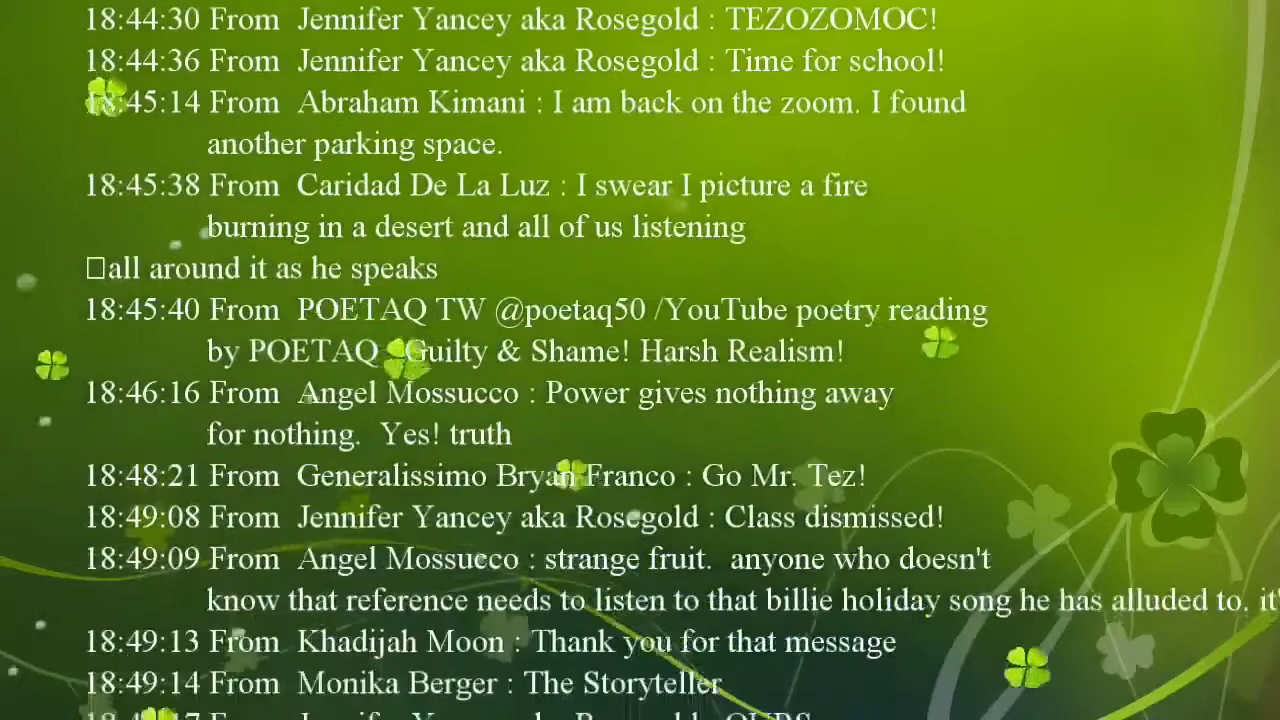 18:44:30 From  Jennifer Yancey aka Rosegold : TEZOZOMOC!
18:44:36 From  Jennifer Yancey aka Rosegold : Time for school!
18:45:14 From  Abraham Kimani : I am back on the zoom. I found
another parking space.
18:45:38 From  Caridad De La Luz : I swear I picture a fire
burning in a desert and all of us listening
all around it as he speaks
18:45:40 From  POETAQ TW @poetaq50 /YouTube poetry reading
by POETAQ Guilty & Shame! Harsh Realism!
18:46:16 From  Angel Mossucco : Power gives nothing away
for nothing.  Yes! truth
18:48:21 From  Generalissimo Bryan Franco : Go Mr. Tez!
18:49:08 From  Jennifer Yancey aka Rosegold : Class dismissed!
18:49:09 From  Angel Mossucco : strange fruit.  anyone who doesn't
know that reference needs to listen to that billie holiday song he has alluded to. it'
18:49:13 From  Khadijah Moon : Thank you for that message
18:49:14 From  Monika Berger : The Storyteller
From  Jennifer Yancey aka Rosegold : OURS